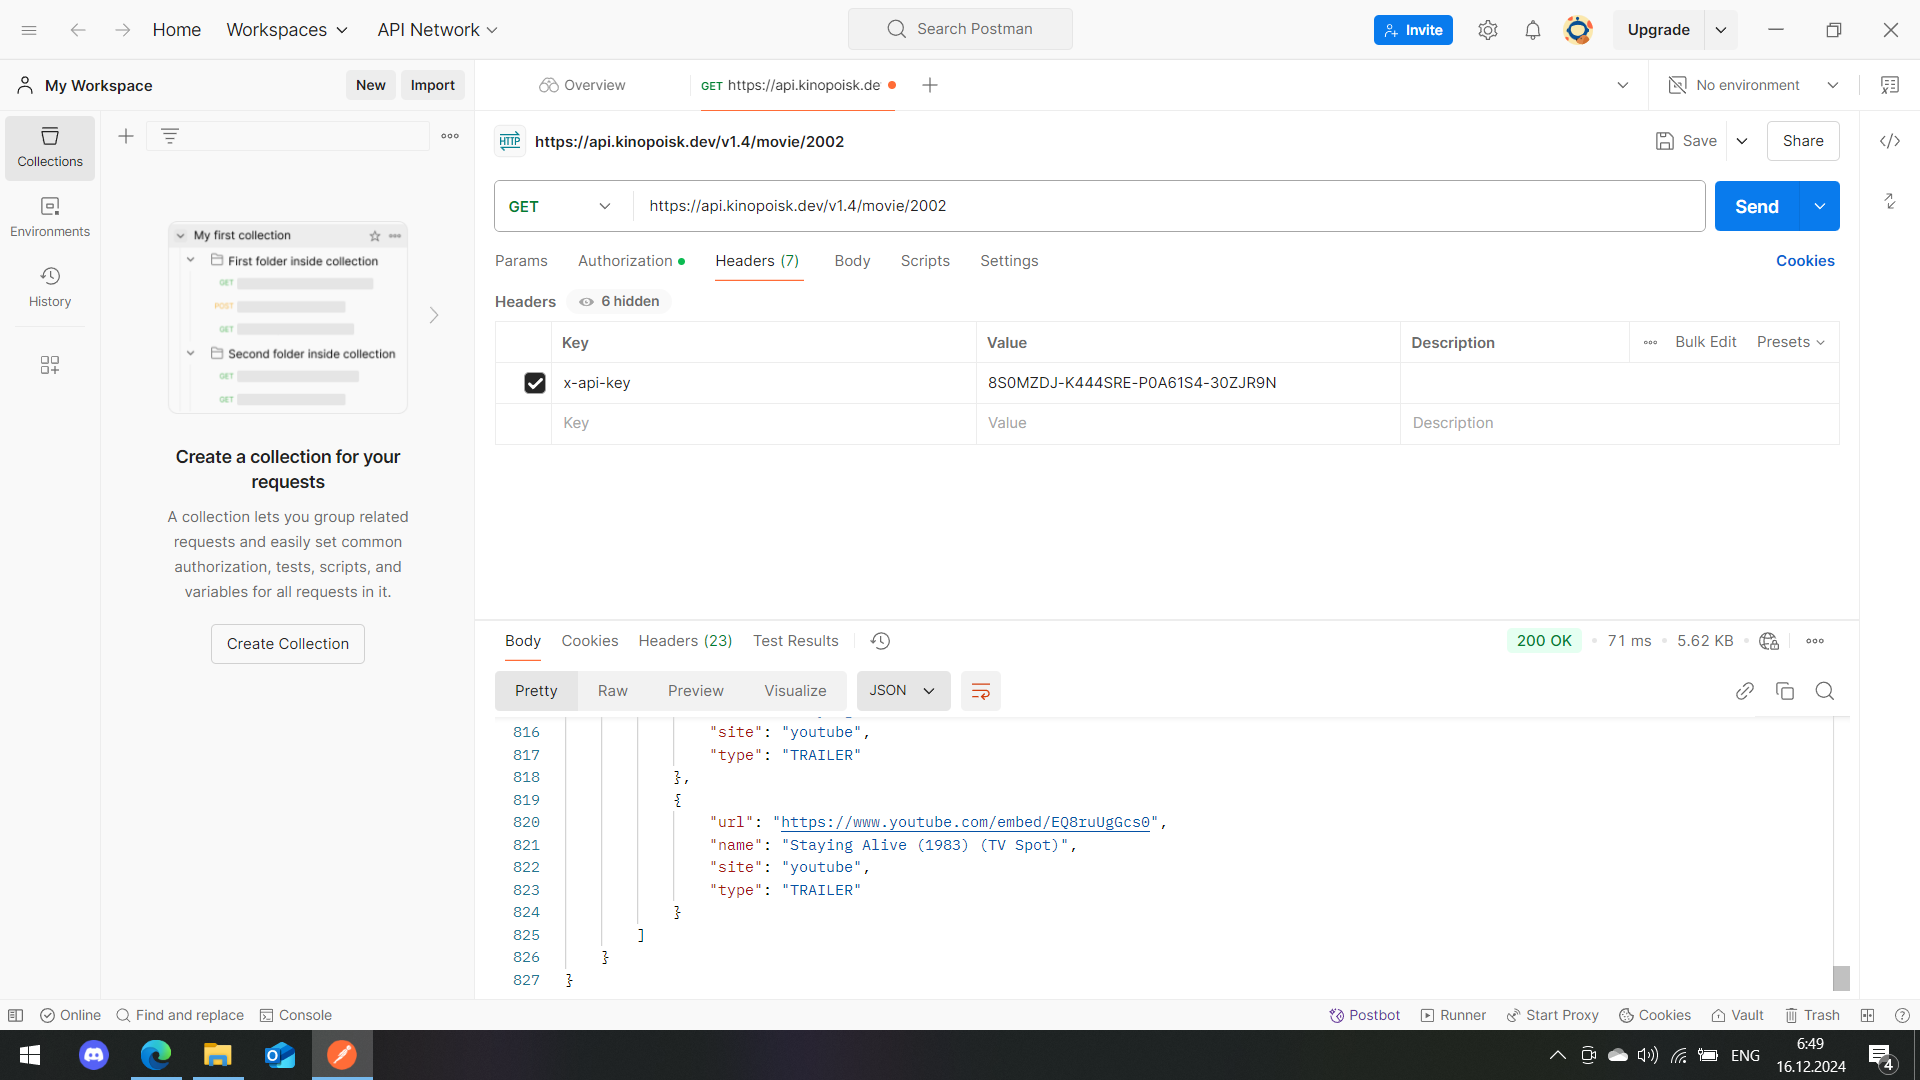 Home
Workspaces
API Network
Search Postman
Invite
Upgrade
My Workspace
New
Import
Overview
GET https://api.kinopoisk.de
No environment
Collections
Environments
History
My first collection
First folder inside collection
GET
POST
GET
Second folder inside collection
GET
GET
Create a collection for your
requests
A collection lets you group related
requests and easily set common
authorization, tests, scripts, and
variables for all requests in it.
Create Collection
HTTP https://api.kinopoisk.dev/v1.4/movie/2002
Save
Share
GET https://api.kinopoisk.dev/v1.4/movie/2002
Send
Params Authorization Headers (7) Body Scripts Settings Cookies
Headers 6 hidden
Key Value Description Bulk Edit Presets
x-api-key 8S0MZDJ-K444SRE-P0A61S4-30ZJR9N
Key Value Description
Body Cookies Headers (23) Test Results 200 OK 71 ms 5.62 KB
Pretty Raw Preview Visualize JSON
816 "site": "youtube",
817 "type": "TRAILER"
818 },
819 {
820 "url": "https://www.youtube.com/embed/EQ8ruUgGcs0",
821 "name": "Staying Alive (1983) (TV Spot)",
822 "site": "youtube",
823 "type": "TRAILER"
824 }
825 ]
826 }
827 }
Online Find and replace Console Postbot Runner Start Proxy Cookies Vault Trash
ENG
6:49
16.12.2024
4